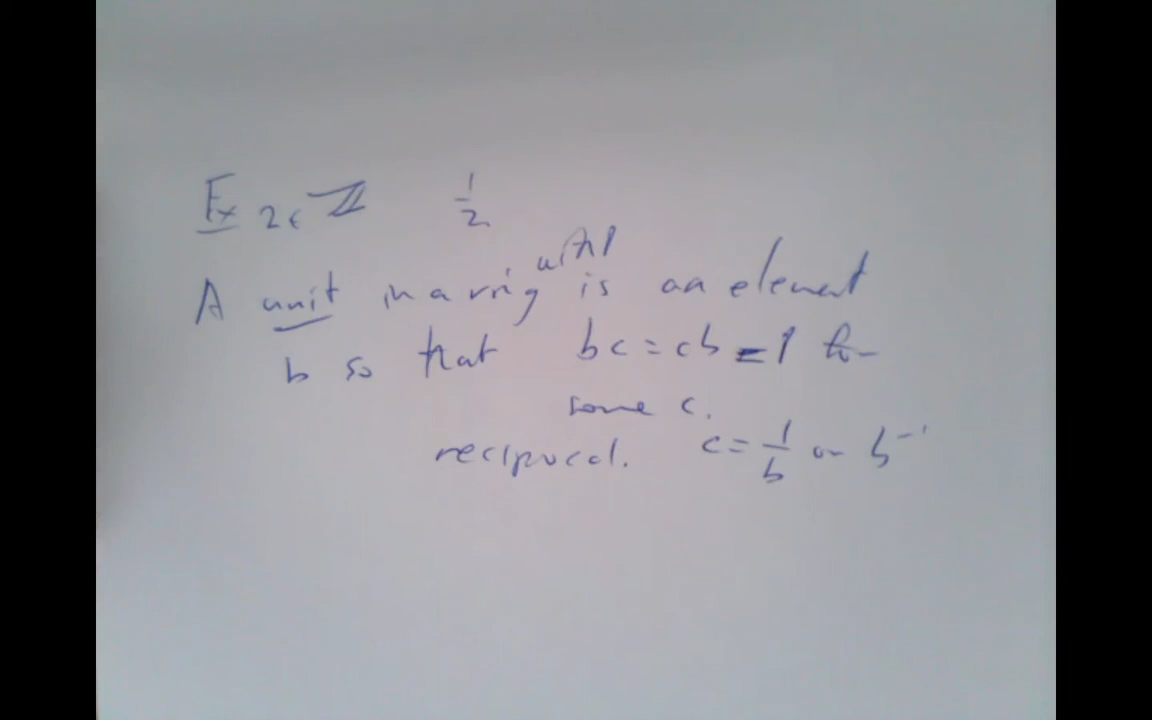 Ex 2 ∈ ℤ 1/2
A unit in a ring with 1 is an element
b so that bc = cb = 1 for
some c.
reciprocal. c = 1/b or b⁻¹